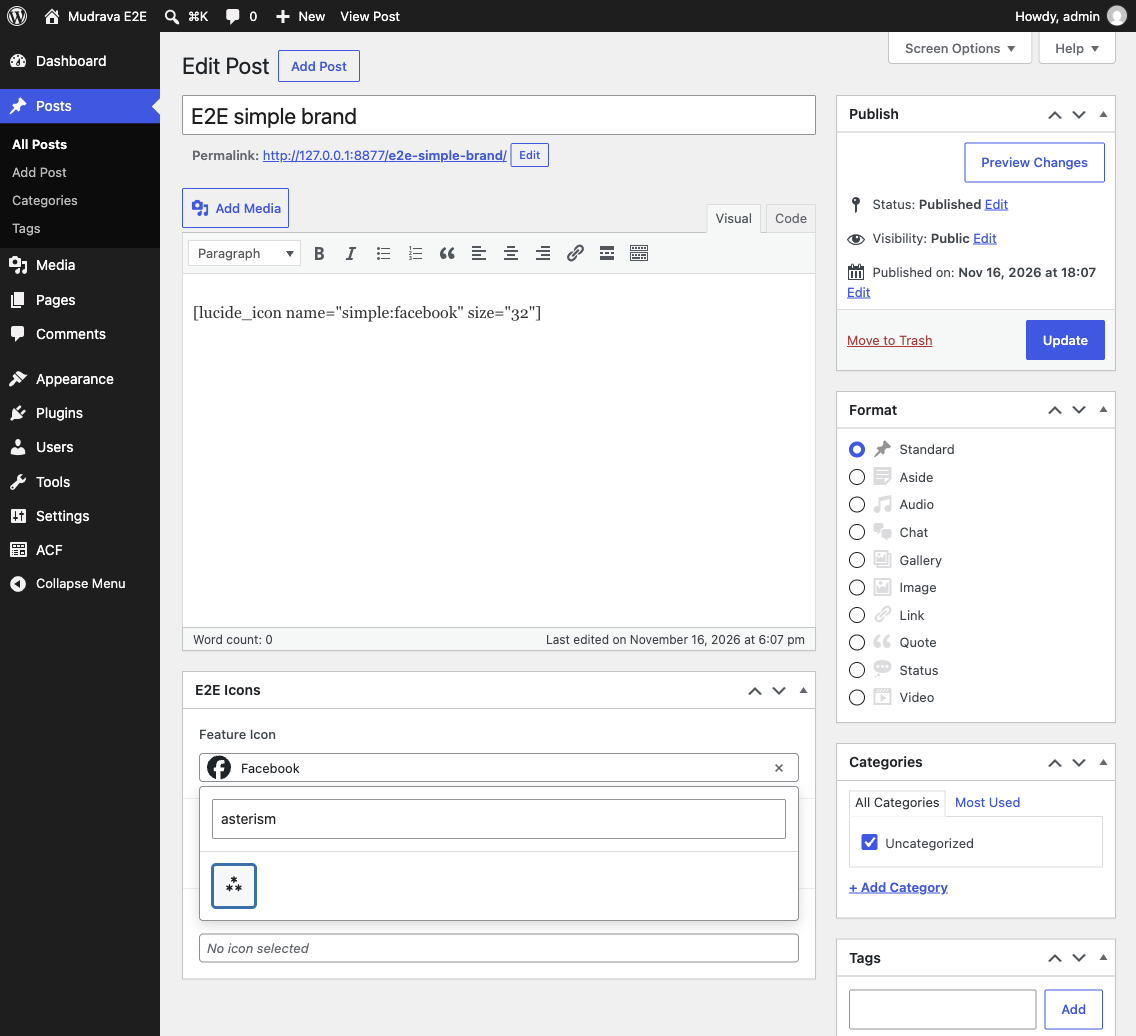 Mudrava E2E
⌘K
0
New
View Post
Howdy, admin
Dashboard
Posts
All Posts
Add Post
Categories
Tags
Media
Pages
Comments
Appearance
Plugins
Users
Tools
Settings
ACF
Collapse Menu
Screen Options
Help
Edit Post
Add Post
E2E simple brand
Permalink: http://127.0.0.1:8877/e2e-simple-brand/ Edit
Add Media
Visual
Code
Paragraph
B I
[lucide_icon name="simple:facebook" size="32"]
Word count: 0
Last edited on November 16, 2026 at 6:07 pm
E2E Icons
Feature Icon
Facebook
asterism
No icon selected
Publish
Preview Changes
Status: Published Edit
Visibility: Public Edit
Published on: Nov 16, 2026 at 18:07
Edit
Move to Trash
Update
Format
Standard
Aside
Audio
Chat
Gallery
Image
Link
Quote
Status
Video
Categories
All Categories
Most Used
Uncategorized
+ Add Category
Tags
Add